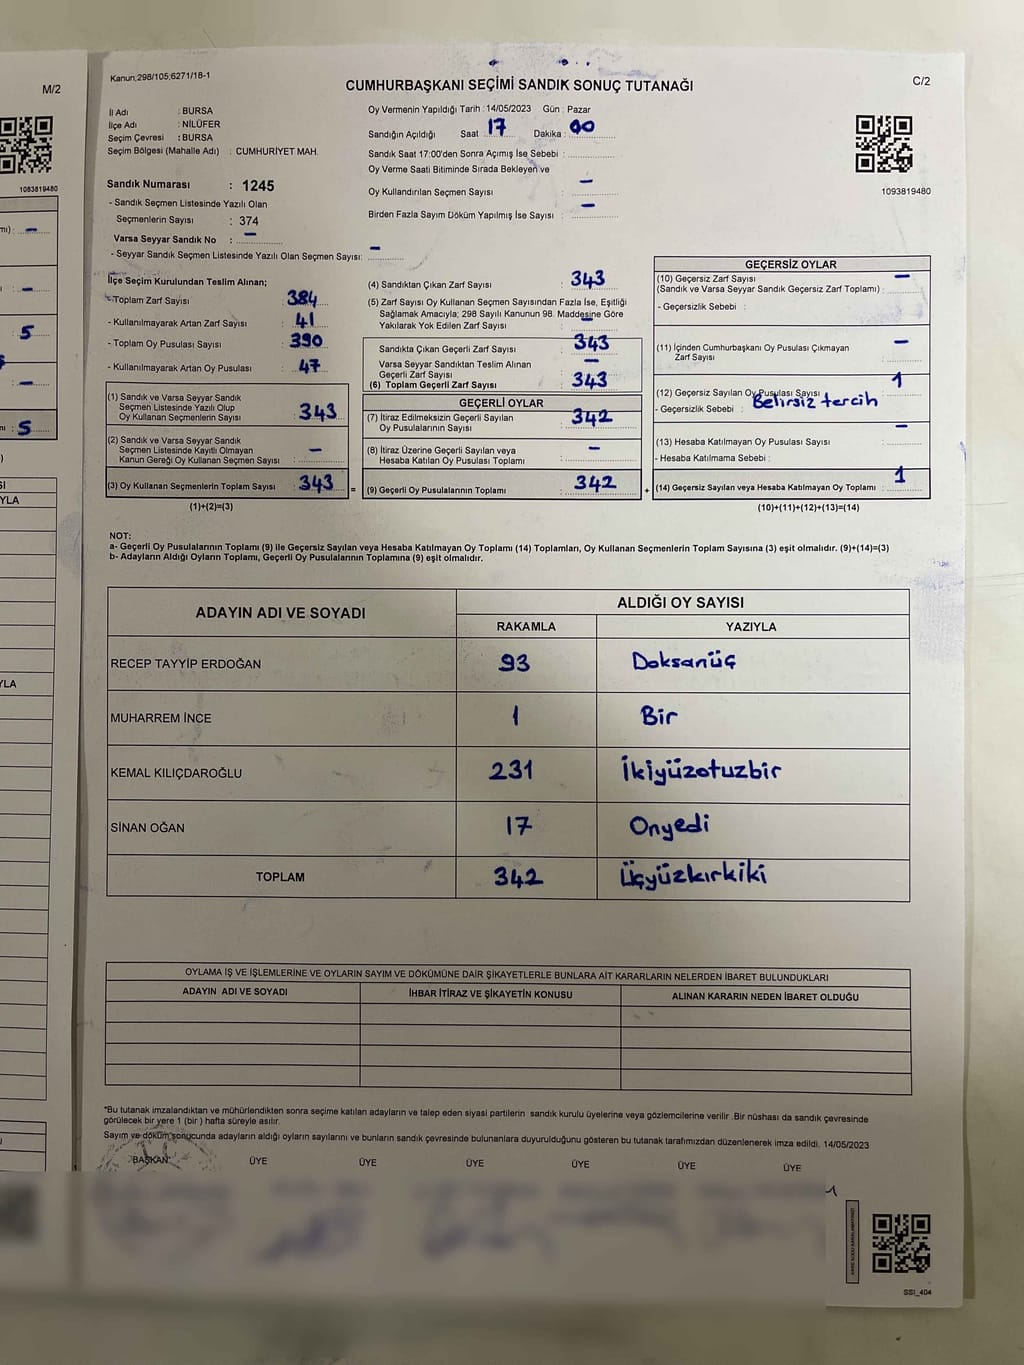 M/2
1083819480
mı) : -
: -
5
: -
mı : 5
)
SI
YLA
YLA
Kanun;298/105;6271/18-1
C/2
CUMHURBAŞKANI SEÇİMİ SANDIK SONUÇ TUTANAĞI
İl Adı : BURSA
İlçe Adı : NİLÜFER
Seçim Çevresi : BURSA
Seçim Bölgesi (Mahalle Adı) : CUMHURİYET MAH.
Sandık Numarası : 1245
- Sandık Seçmen Listesinde Yazılı Olan
Seçmenlerin Sayısı : 374
Varsa Seyyar Sandık No : -
- Seyyar Sandık Seçmen Listesinde Yazılı Olan Seçmen Sayısı: -
Oy Vermenin Yapıldığı Tarih : 14/05/2023 Gün : Pazar
Sandığın Açıldığı Saat 17 Dakika : 00
Sandık Saat 17:00'den Sonra Açımış İse Sebebi :
Oy Verme Saati Bitiminde Sırada Bekleyen ve
Oy Kullandırılan Seçmen Sayısı : -
Birden Fazla Sayım Döküm Yapılmış İse Sayısı : -
1093819480
İlçe Seçim Kurulundan Teslim Alınan;
- Toplam Zarf Sayısı : 384
- Kullanılmayarak Artan Zarf Sayısı : 41
- Toplam Oy Pusulası Sayısı : 390
- Kullanılmayarak Artan Oy Pusulası : 47
(1) Sandık ve Varsa Seyyar Sandık
Seçmen Listesinde Yazılı Olup
Oy Kullanan Seçmenlerin Sayısı : 343
(2) Sandık ve Varsa Seyyar Sandık
Seçmen Listesinde Kayıtlı Olmayan
Kanun Gereği Oy Kullanan Seçmen Sayısı : -
(3) Oy Kullanan Seçmenlerin Toplam Sayısı : 343
(1)+(2)=(3)
=
(4) Sandıktan Çıkan Zarf Sayısı : 343
(5) Zarf Sayısı Oy Kullanan Seçmen Sayısından Fazla İse, Eşitliği
Sağlamak Amacıyla; 298 Sayılı Kanunun 98. Maddesine Göre
Yakılarak Yok Edilen Zarf Sayısı : -
Sandıkta Çıkan Geçerli Zarf Sayısı : 343
Varsa Seyyar Sandıktan Teslim Alınan
Geçerli Zarf Sayısı : -
(6) Toplam Geçerli Zarf Sayısı : 343
GEÇERLİ OYLAR
(7) İtiraz Edilmeksizin Geçerli Sayılan
Oy Pusulalarının Sayısı : 342
(8) İtiraz Üzerine Geçerli Sayılan veya
Hesaba Katılan Oy Pusulası Toplamı : -
(9) Geçerli Oy Pusulalarının Toplamı : 342
+
GEÇERSİZ OYLAR
(10) Geçersiz Zarf Sayısı
(Sandık ve Varsa Seyyar Sandık Geçersiz Zarf Toplamı) : -
- Geçersizlik Sebebi :
(11) İçinden Cumhurbaşkanı Oy Pusulası Çıkmayan
Zarf Sayısı : -
(12) Geçersiz Sayılan Oy Pusulası Sayısı : 1
- Geçersizlik Sebebi : Belirsiz tercih
(13) Hesaba Katılmayan Oy Pusulası Sayısı : -
- Hesaba Katılmama Sebebi :
(14) Geçersiz Sayılan veya Hesaba Katılmayan Oy Toplamı : 1
(10)+(11)+(12)+(13)=(14)
NOT:
a- Geçerli Oy Pusulalarının Toplamı (9) ile Geçersiz Sayılan veya Hesaba Katılmayan Oy Toplamı (14) Toplamları, Oy Kullanan Seçmenlerin Toplam Sayısına (3) eşit olmalıdır. (9)+(14)=(3)
b- Adayların Aldığı Oyların Toplamı, Geçerli Oy Pusulalarının Toplamına (9) eşit olmalıdır.
ADAYIN ADI VE SOYADI ALDIĞI OY SAYISI
RAKAMLA YAZIYLA
RECEP TAYYİP ERDOĞAN 93 Doksanüç
MUHARREM İNCE 1 Bir
KEMAL KILIÇDAROĞLU 231 İkiyüzotuzbir
SİNAN OĞAN 17 Onyedi
TOPLAM 342 Üçyüzkırkiki
OYLAMA İŞ VE İŞLEMLERİNE VE OYLARIN SAYIM VE DÖKÜMÜNE DAİR ŞİKAYETLERLE BUNLARA AİT KARARLARIN NELERDEN İBARET BULUNDUKLARI
ADAYIN ADI VE SOYADI İHBAR İTİRAZ VE ŞİKAYETİN KONUSU ALINAN KARARIN NEDEN İBARET OLDUĞU
*Bu tutanak imzalandıktan ve mühürlendikten sonra seçime katılan adayların ve talep eden siyasi partilerin sandık kurulu üyelerine veya gözlemcilerine verilir .Bir nüshası da sandık çevresinde
görülecek bir yere 1 (bir ) hafta süreyle asılır.
Sayım ve döküm sonucunda adayların aldığı oyların sayılarını ve bunların sandık çevresinde bulunanlara duyurulduğunu gösteren bu tutanak tarafımızdan düzenlenerek imza edildi. 14/05/2023
BAŞKAN ÜYE ÜYE ÜYE ÜYE ÜYE ÜYE
SSI_404